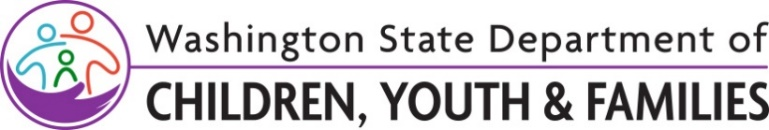 Washington State Department of
CHILDREN, YOUTH & FAMILIES